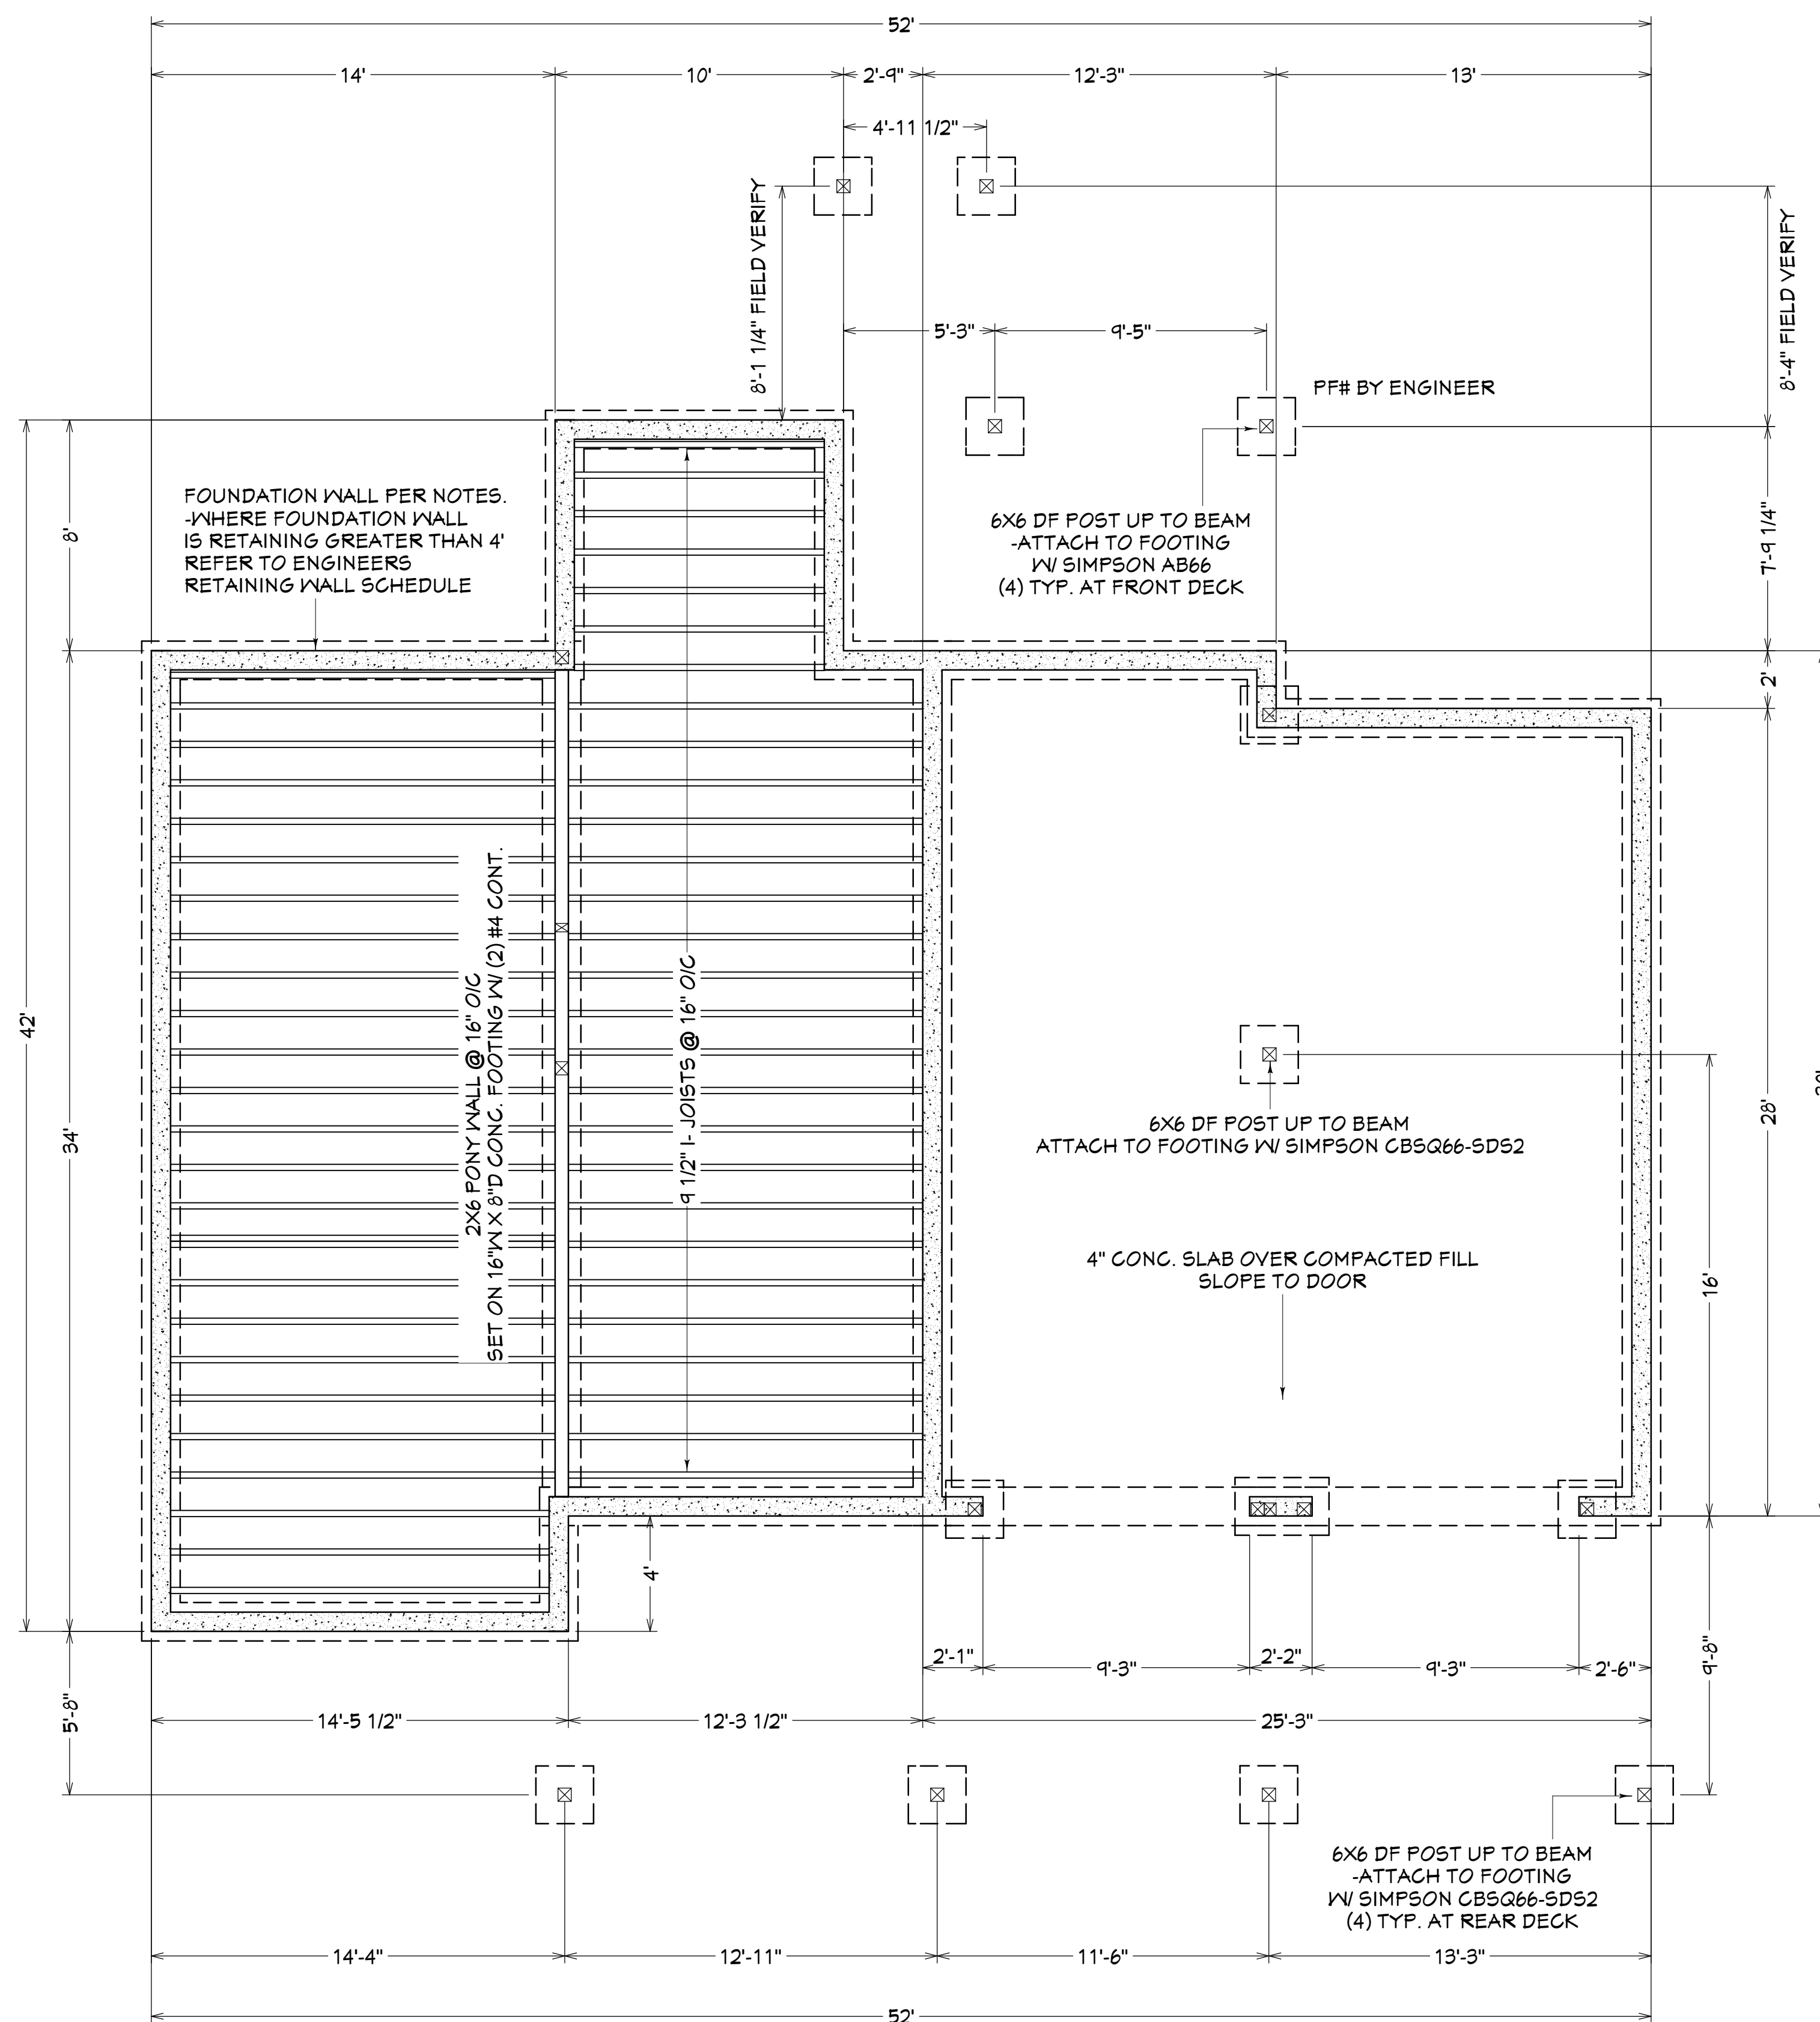 52'
14'
10'
2'-9"
12'-3"
13'
4'-11 1/2"
8'-1 1/4" FIELD VERIFY
8'-4" FIELD VERIFY
5'-3"
9'-5"
PF# BY ENGINEER
FOUNDATION WALL PER NOTES.
-WHERE FOUNDATION WALL
IS RETAINING GREATER THAN 4'
REFER TO ENGINEERS
RETAINING WALL SCHEDULE
6X6 DF POST UP TO BEAM
-ATTACH TO FOOTING
W/ SIMPSON AB66
(4) TYP. AT FRONT DECK
8'
7'-9 1/4"
2'
42'
34'
2X6 PONY WALL @ 16" O/C
SET ON 16"W X 8"D CONC. FOOTING W/ (2) #4 CONT.
9 1/2" I- JOISTS @ 16" O/C
6X6 DF POST UP TO BEAM
ATTACH TO FOOTING W/ SIMPSON CBSQ66-SDS2
28'
16'
4" CONC. SLAB OVER COMPACTED FILL
SLOPE TO DOOR
4'
2'-1"
9'-3"
2'-2"
9'-3"
2'-6"
9'-8"
5'-8"
14'-5 1/2"
12'-3 1/2"
25'-3"
6X6 DF POST UP TO BEAM
-ATTACH TO FOOTING
W/ SIMPSON CBSQ66-SDS2
(4) TYP. AT REAR DECK
14'-4"
12'-11"
11'-6"
13'-3"
52'